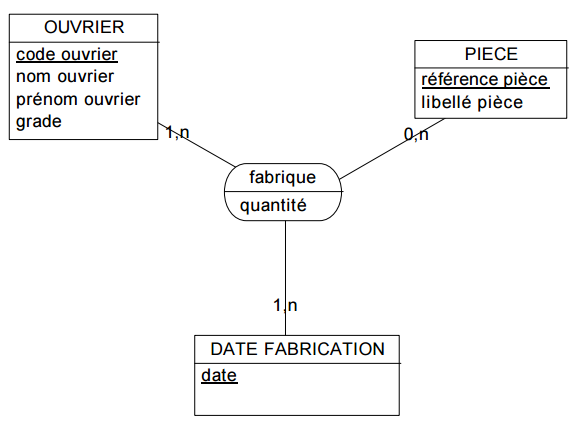 OUVRIER
code ouvrier
nom ouvrier
prénom ouvrier
grade
PIECE
référence pièce
libellé pièce
1,n
0,n
fabrique
quantité
1,n
DATE FABRICATION
date